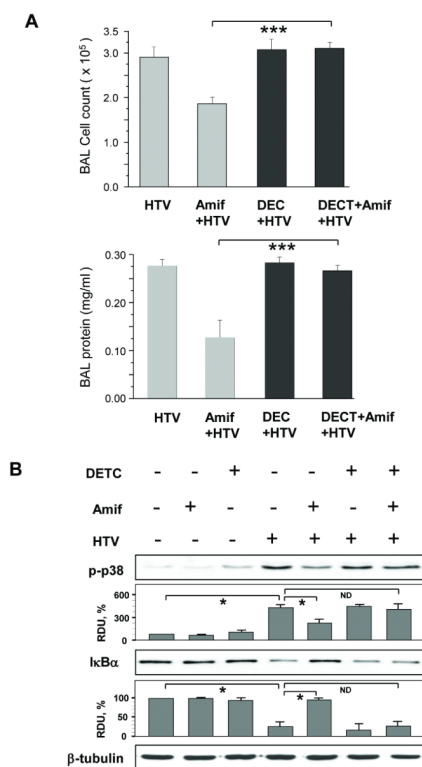 A
BAL Cell count ( x 10⁵)
3.5
3.0
2.0
1.0
0.0
***
HTV
Amif
+HTV
DEC
+HTV
DECT+Amif
+HTV
BAL protein (mg/ml)
0.30
0.20
0.10
0.00
***
HTV
Amif
+HTV
DEC
+HTV
DECT+Amif
+HTV
B
DETC - - + - - + +
Amif - + - - + - +
HTV - - - + + + +
p-p38
RDU, %
600
300
0
* * ND
IκBα
RDU, %
100
50
0
* * ND
β-tubulin